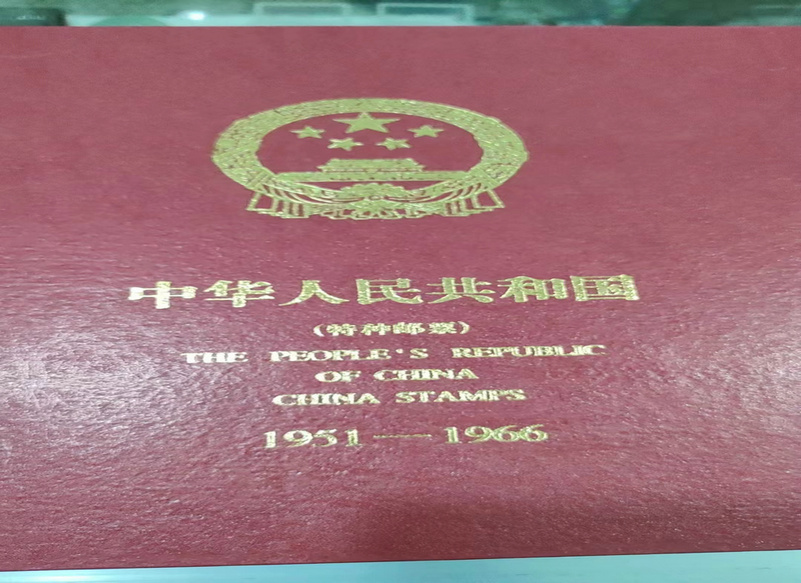 中华人民共和国
(特种邮票)
THE PEOPLE'S REPUBLIC
OF CHINA
CHINA STAMPS
1951—1966